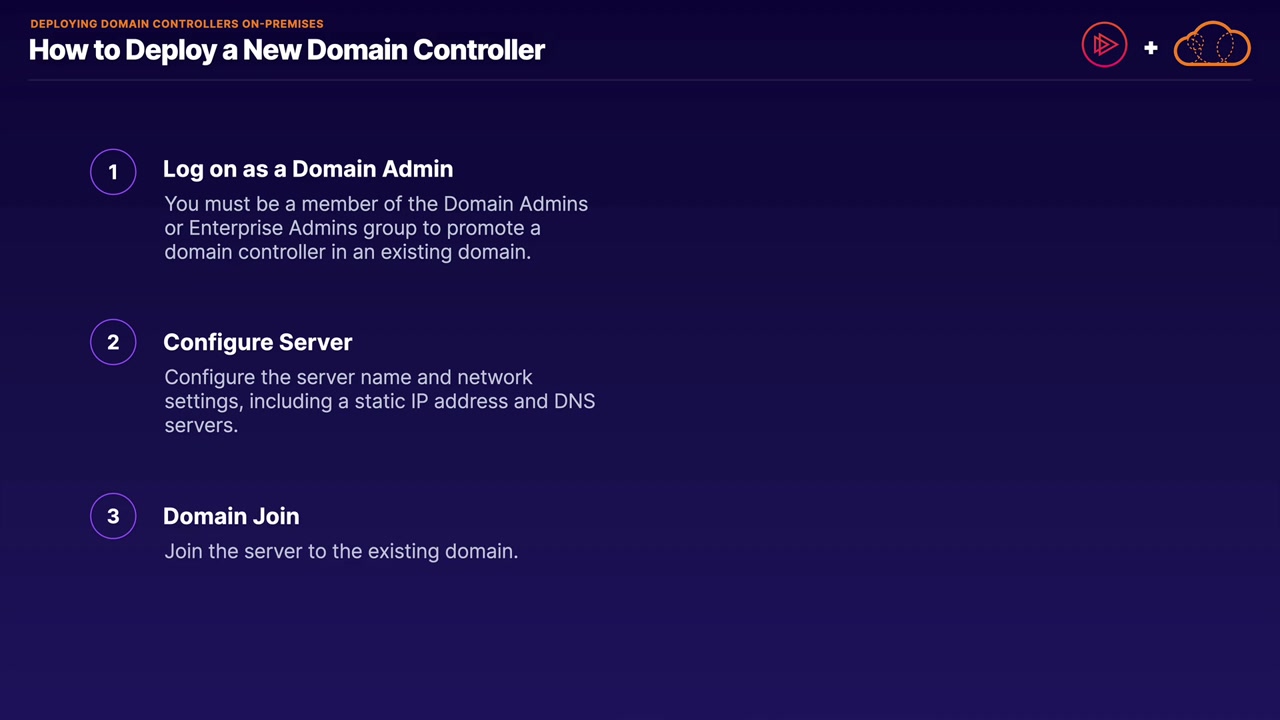 DEPLOYING DOMAIN CONTROLLERS ON-PREMISES
How to Deploy a New Domain Controller
+
1
Log on as a Domain Admin
You must be a member of the Domain Admins
or Enterprise Admins group to promote a
domain controller in an existing domain.
2
Configure Server
Configure the server name and network
settings, including a static IP address and DNS
servers.
3
Domain Join
Join the server to the existing domain.